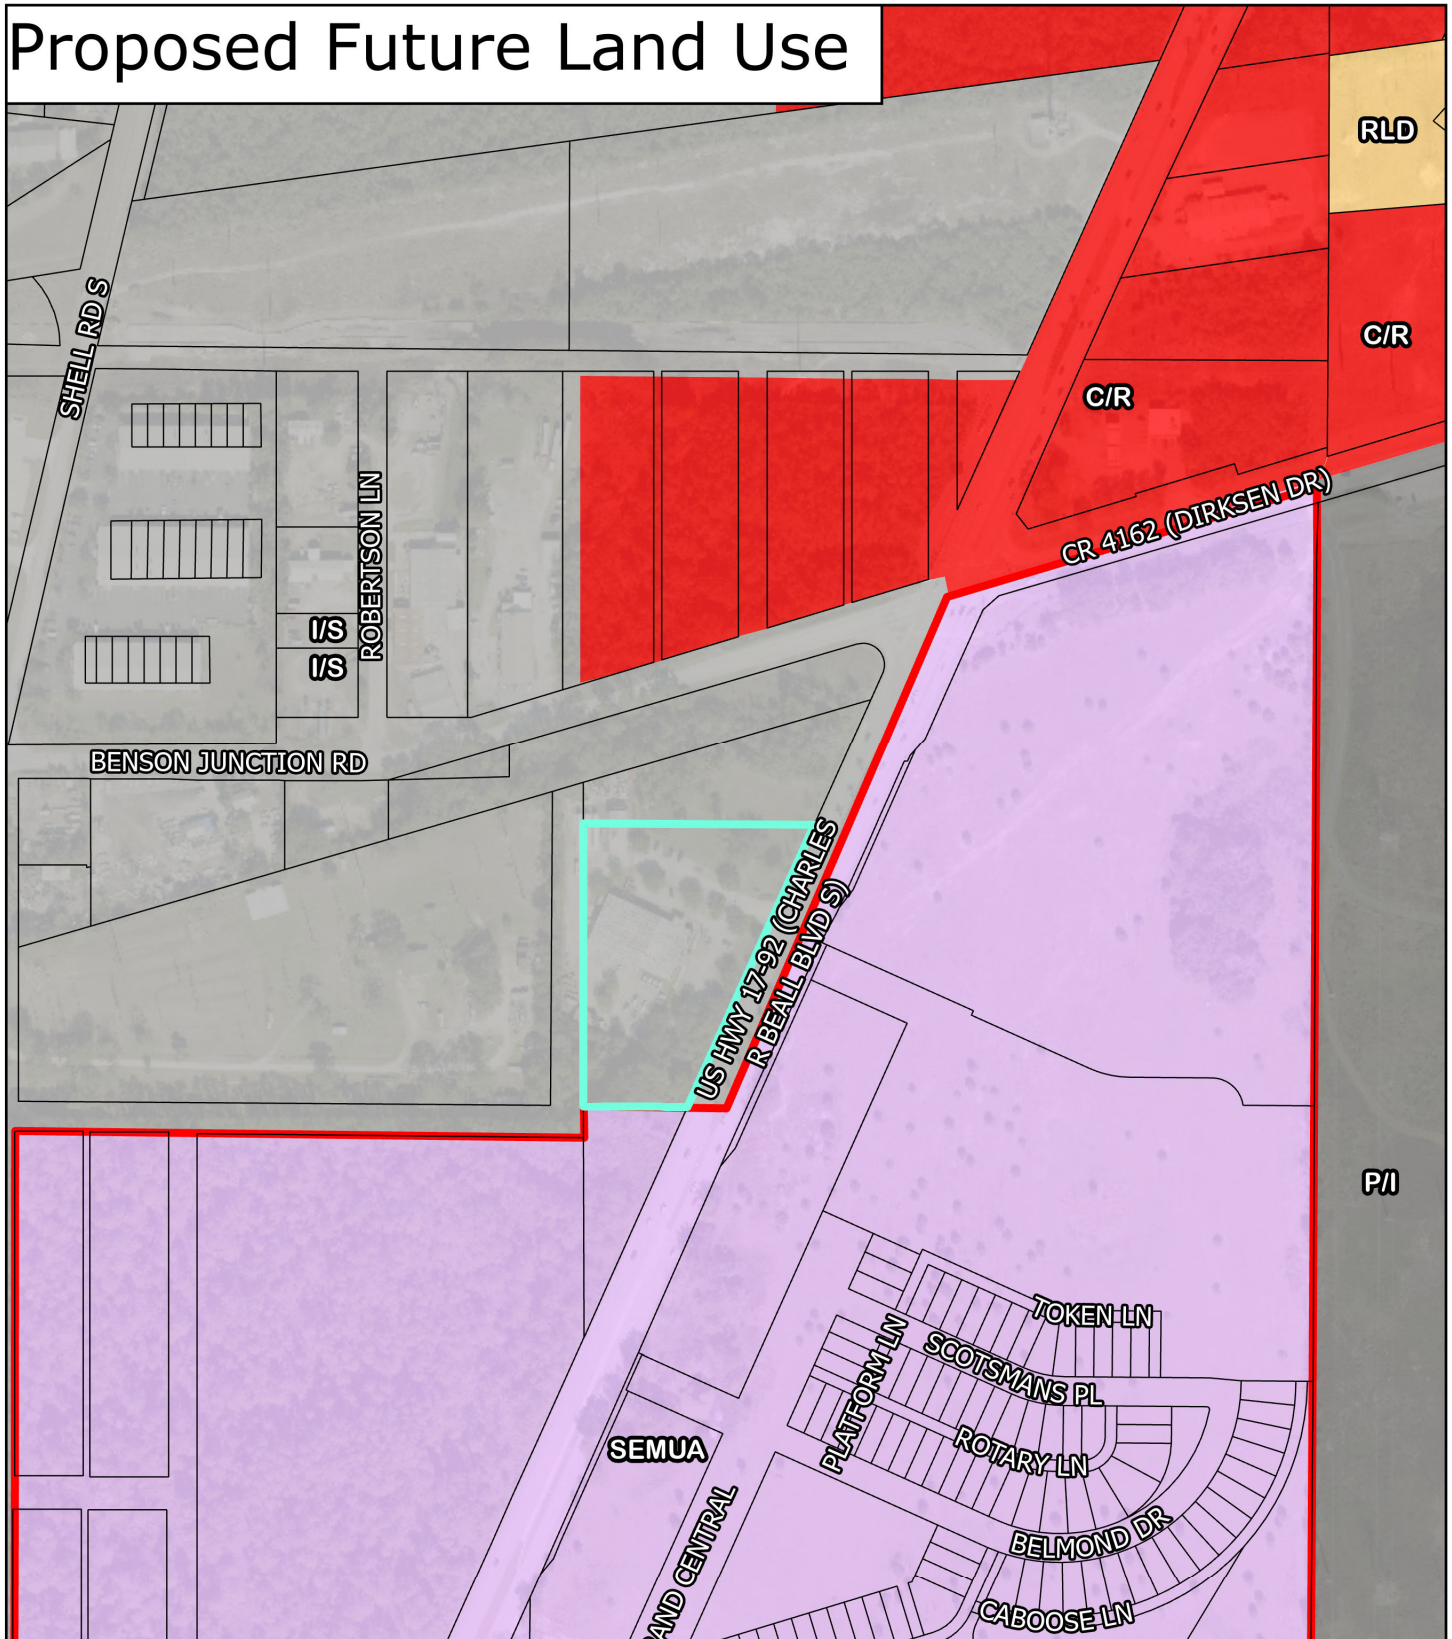 Proposed Future Land Use
RLD
SHELL RD S
C/R
C/R
ROBERTSON LN
CR 4162 (DIRKSEN DR)
I/S
I/S
BENSON JUNCTION RD
US HWY 17-92 (CHARLES
R BEALL BLVD S)
P/I
TOKEN LN
PLATFORM LN
SCOTSMANS PL
SEMUA
ROTARY LN
AND CENTRAL
BELMOND DR
CABOOSE LN